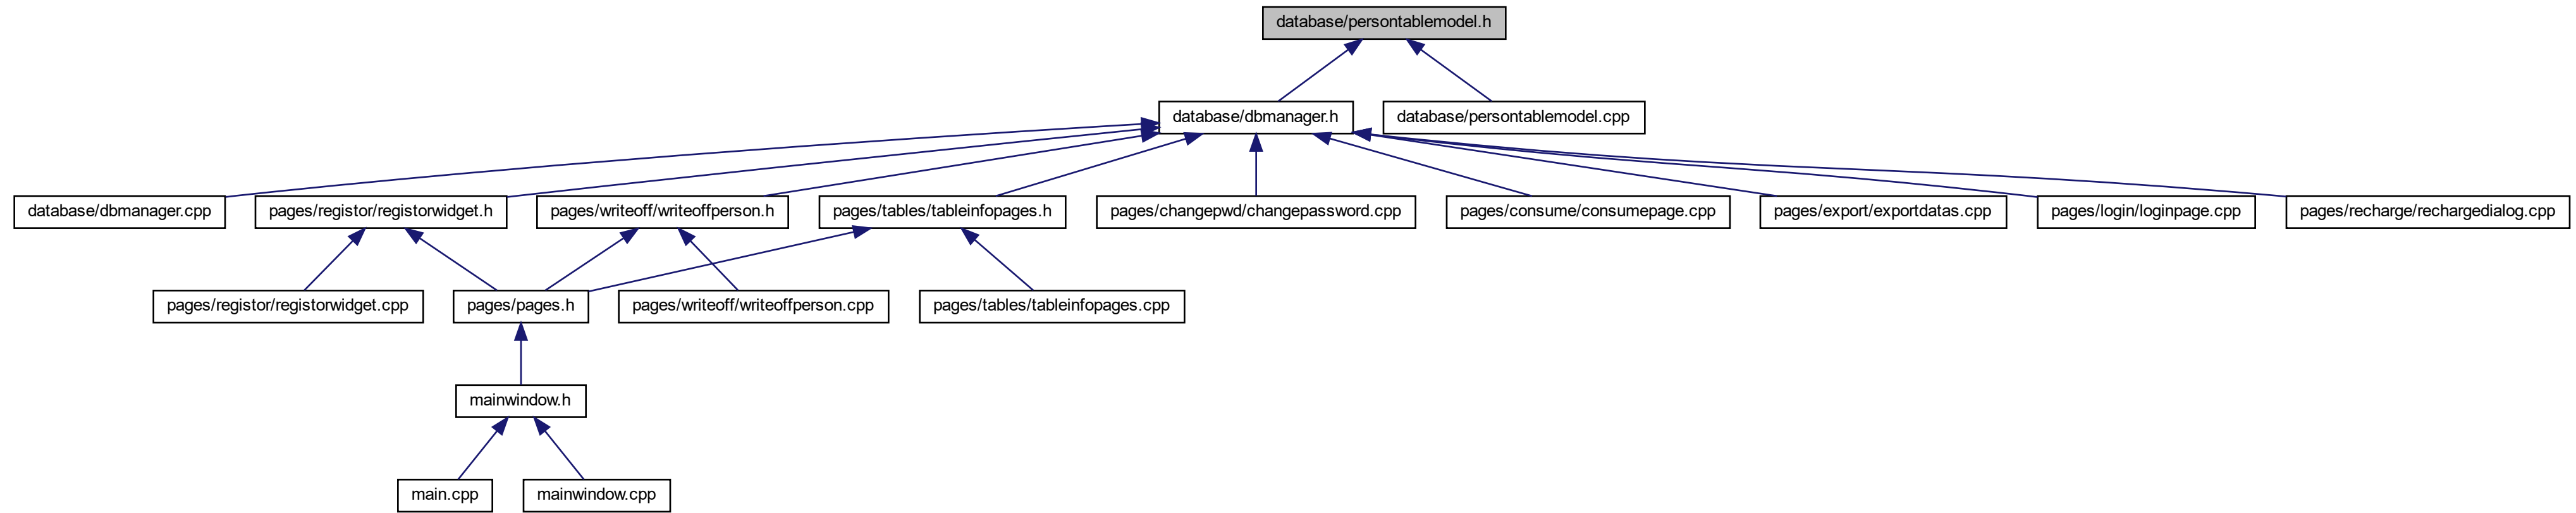 database/persontablemodel.h
database/dbmanager.h
database/persontablemodel.cpp
database/dbmanager.cpp
pages/registor/registorwidget.h
pages/writeoff/writeoffperson.h
pages/tables/tableinfopages.h
pages/changepwd/changepassword.cpp
pages/consume/consumepage.cpp
pages/export/exportdatas.cpp
pages/login/loginpage.cpp
pages/recharge/rechargedialog.cpp
pages/registor/registorwidget.cpp
pages/pages.h
pages/writeoff/writeoffperson.cpp
pages/tables/tableinfopages.cpp
mainwindow.h
main.cpp
mainwindow.cpp